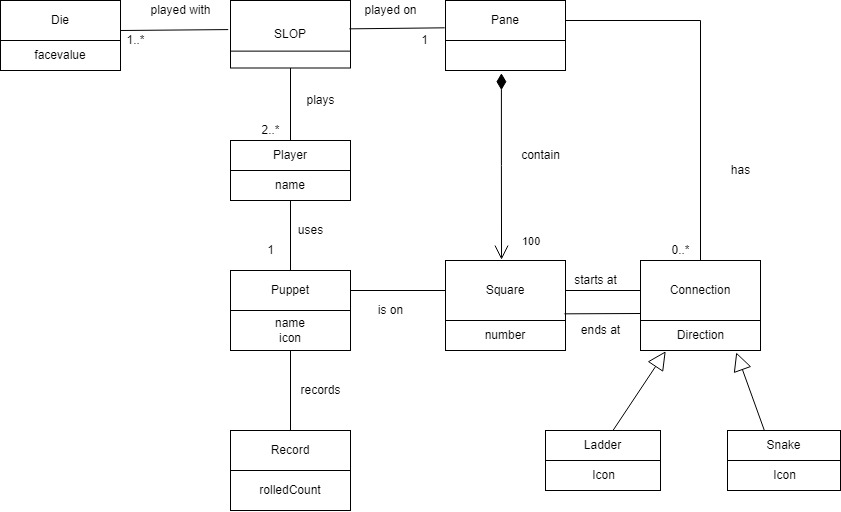 Die
played with
SLOP
played on
Pane
1..*
1
facevalue
plays
2..*
Player
contain
name
has
uses
1
100
0..*
Puppet
is on
Square
starts at
Connection
name
icon
number
ends at
Direction
records
Record
Ladder
Snake
rolledCount
Icon
Icon